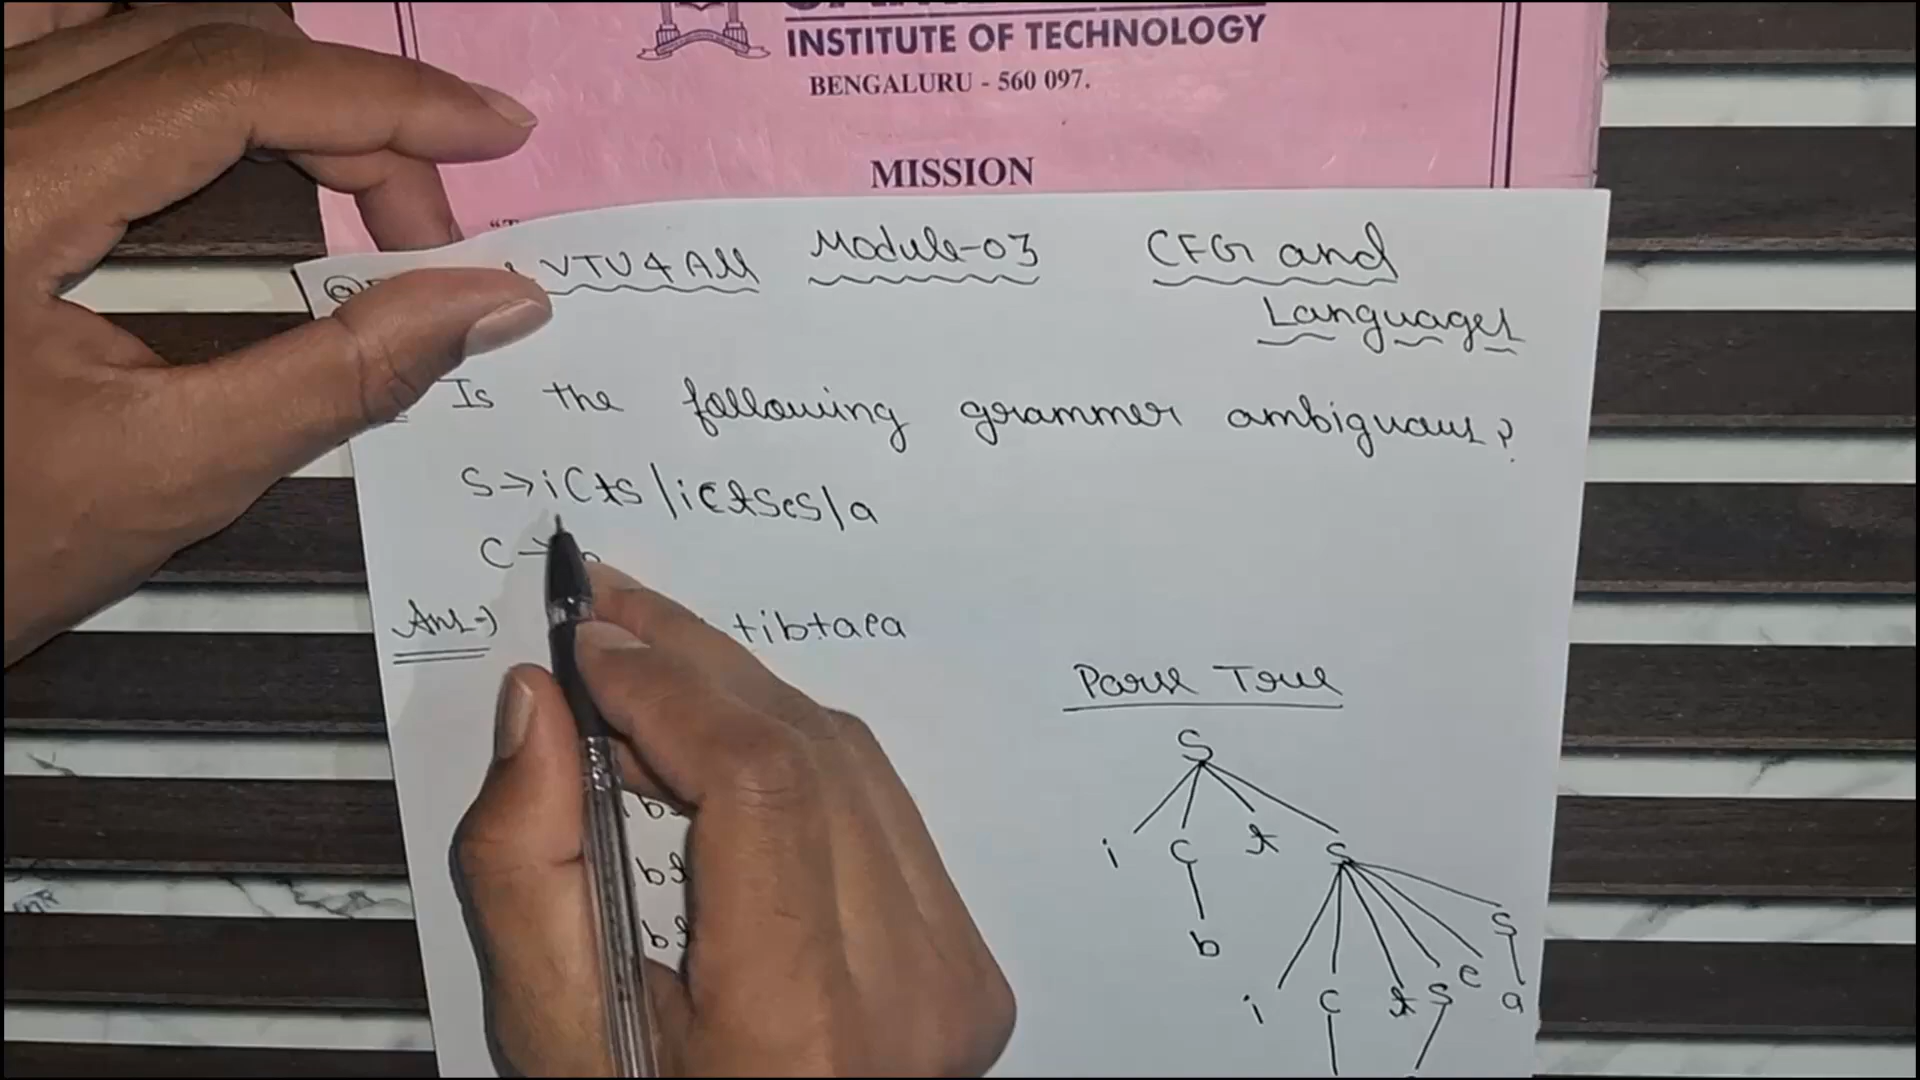 INSTITUTE OF TECHNOLOGY
BENGALURU - 560 097.
MISSION
VTU 4 All Module-03 CFG and
Languages
Is the following grammer ambiguous?
S→iCtS/iCtSeS/a
C→b
Ans→) tibtaea
Parse Tree
S
i C t S
b
i C t S e S
a